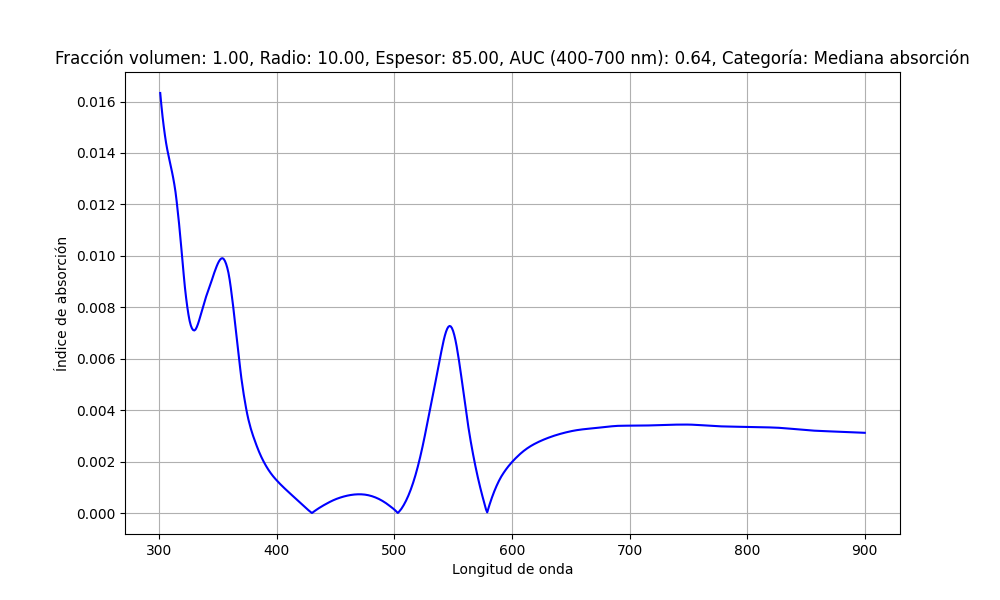 Fracción volumen: 1.00, Radio: 10.00, Espesor: 85.00, AUC (400-700 nm): 0.64, Categoría: Mediana absorción
Índice de absorción
0.016
0.014
0.012
0.010
0.008
0.006
0.004
0.002
0.000
300 400 500 600 700 800 900
Longitud de onda